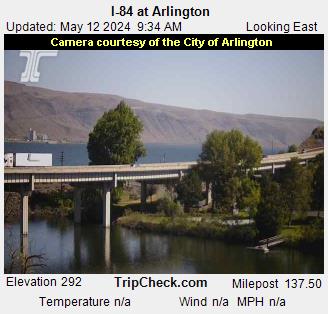 I-84 at Arlington
Updated: May 12 2024 9:34 AM Looking East
Camera courtesy of the City of Arlington
Elevation 292 TripCheck.com Milepost 137.50
Temperature n/a Wind n/a MPH n/a